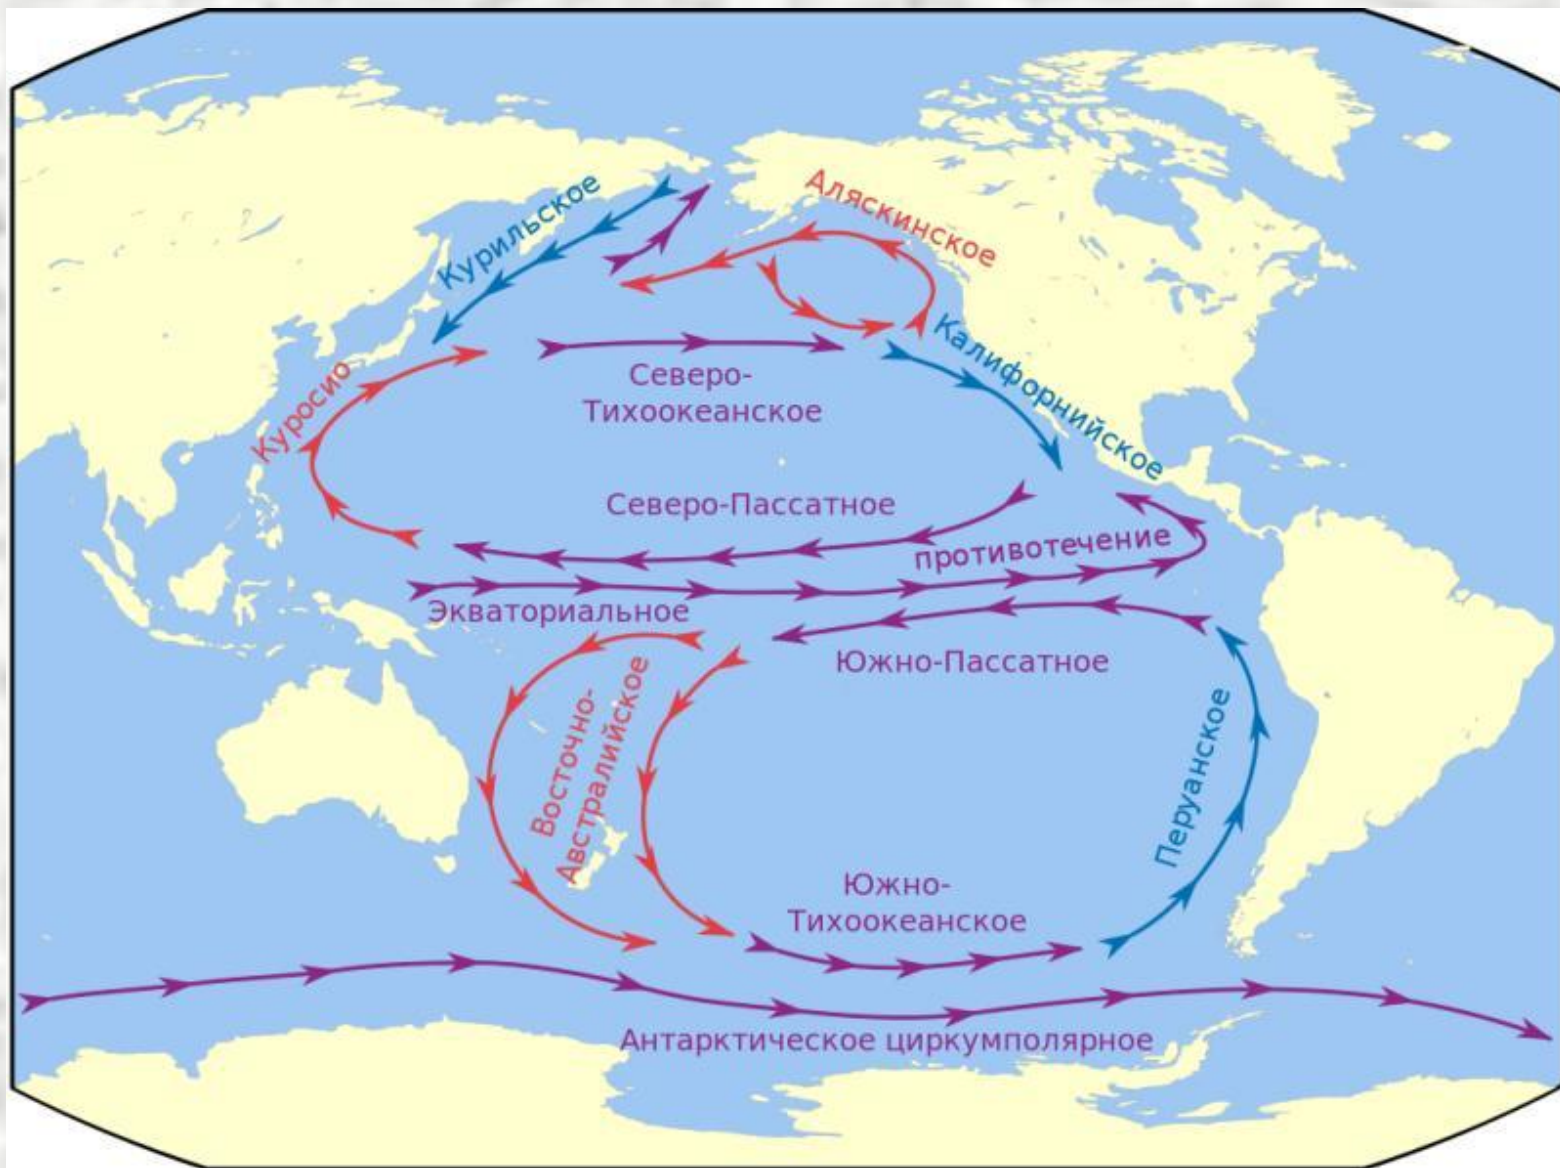 Аляскинское
Курильское
Калифорнийское
Куросио
Северо-
Тихоокеанское
Северо-Пассатное
противотечение
Экваториальное
Южно-Пассатное
Восточно-
Австралийское
Перуанское
Южно-
Тихоокеанское
Антарктическое циркумполярное